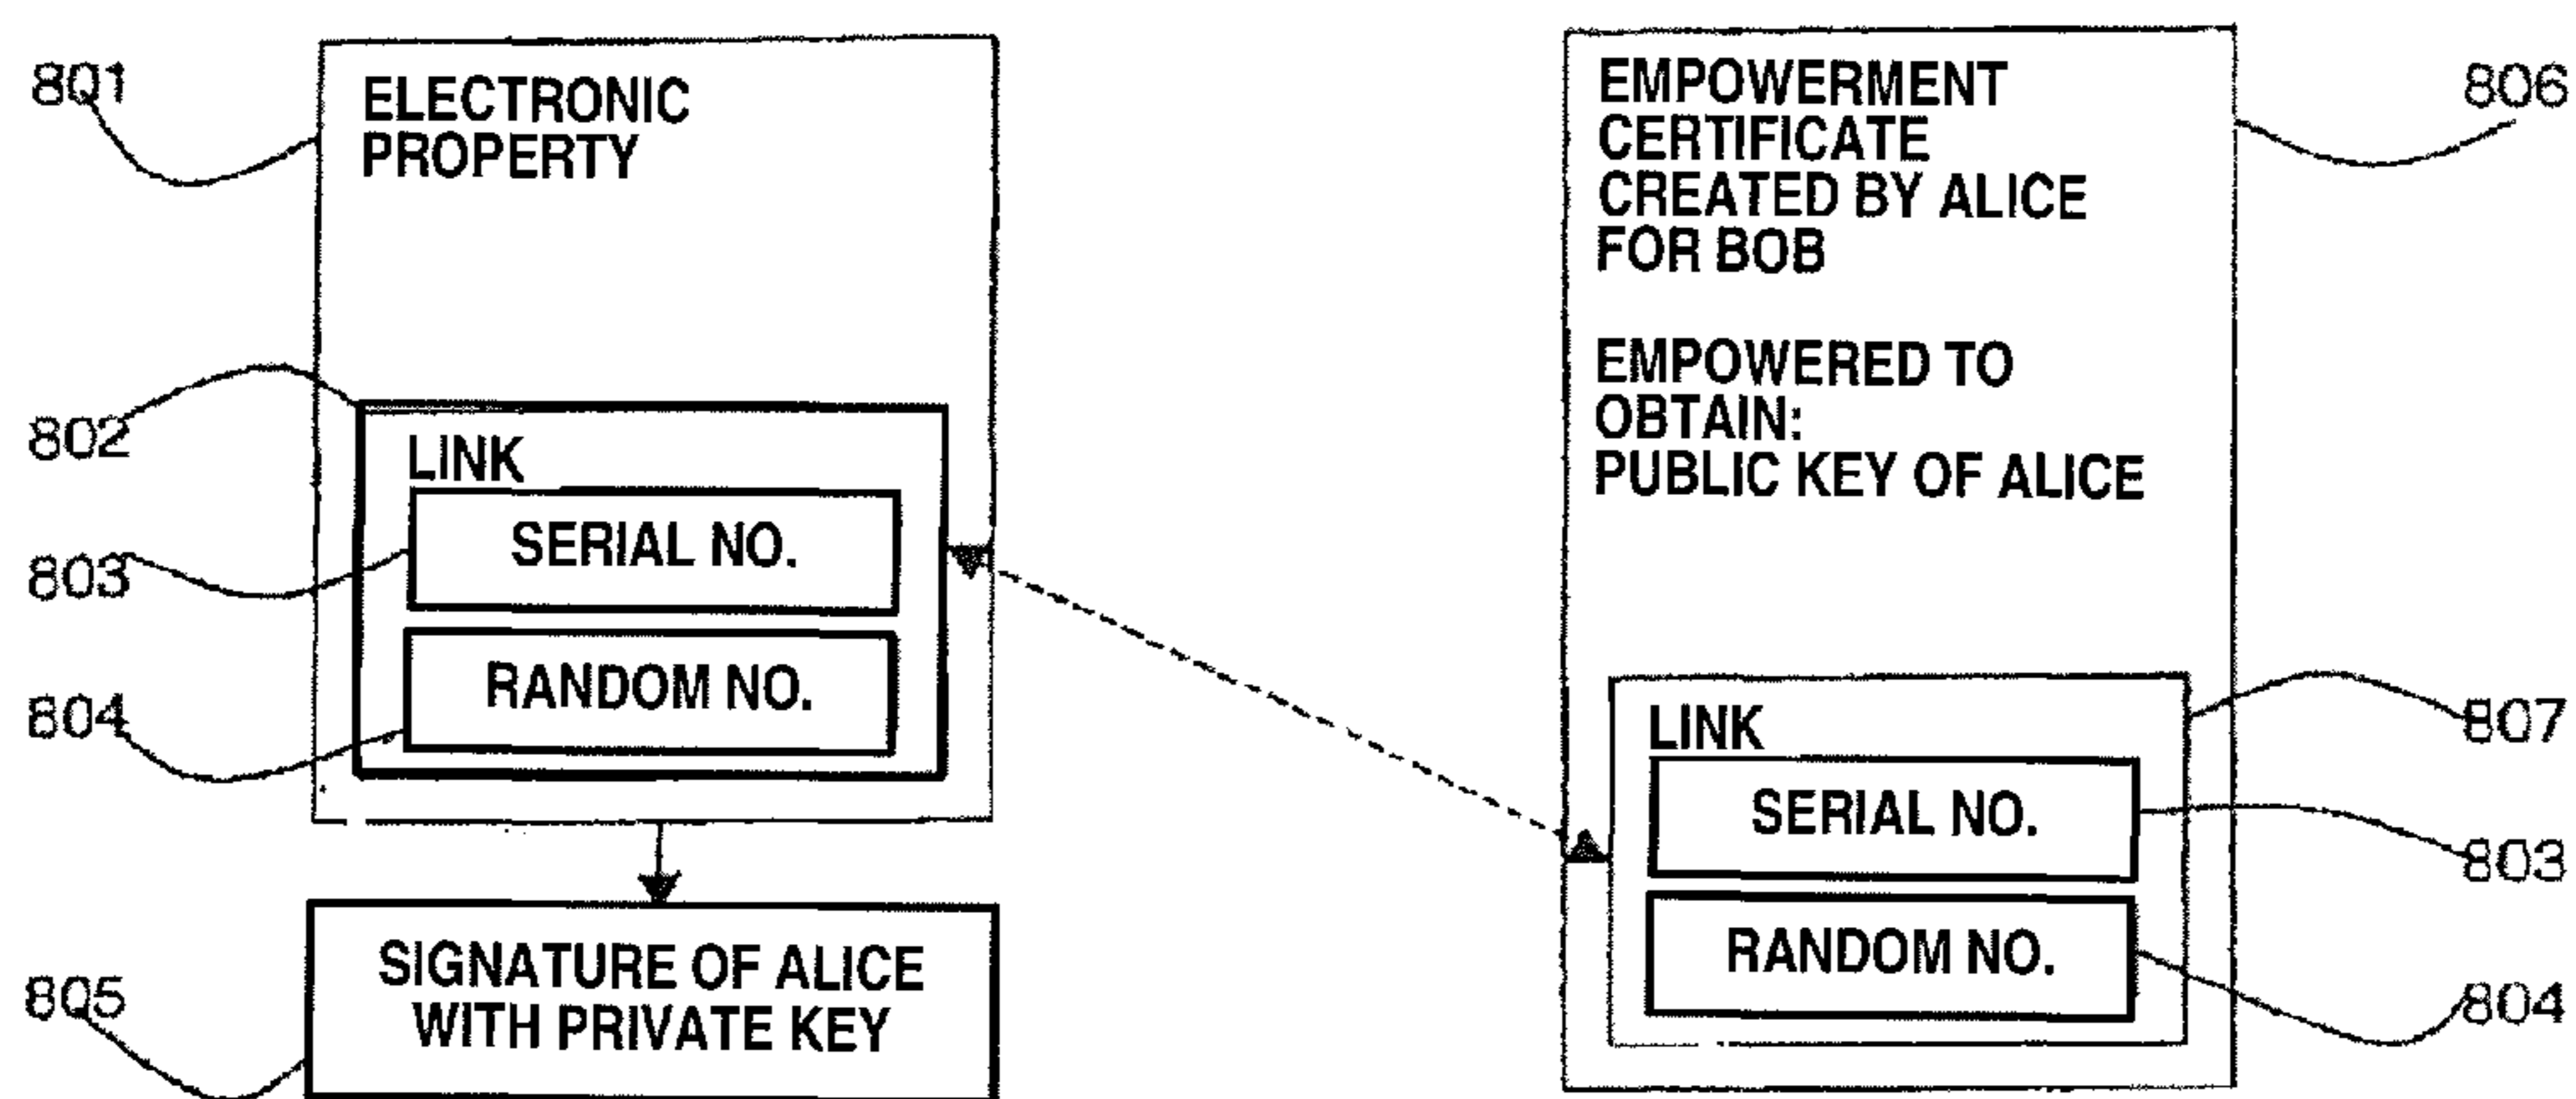 801
ELECTRONIC
PROPERTY
802
LINK
803
SERIAL NO.
804
RANDOM NO.
805
SIGNATURE OF ALICE
WITH PRIVATE KEY
EMPOWERMENT
CERTIFICATE
CREATED BY ALICE
FOR BOB
806
EMPOWERED TO
OBTAIN:
PUBLIC KEY OF ALICE
LINK
807
SERIAL NO.
803
RANDOM NO.
804